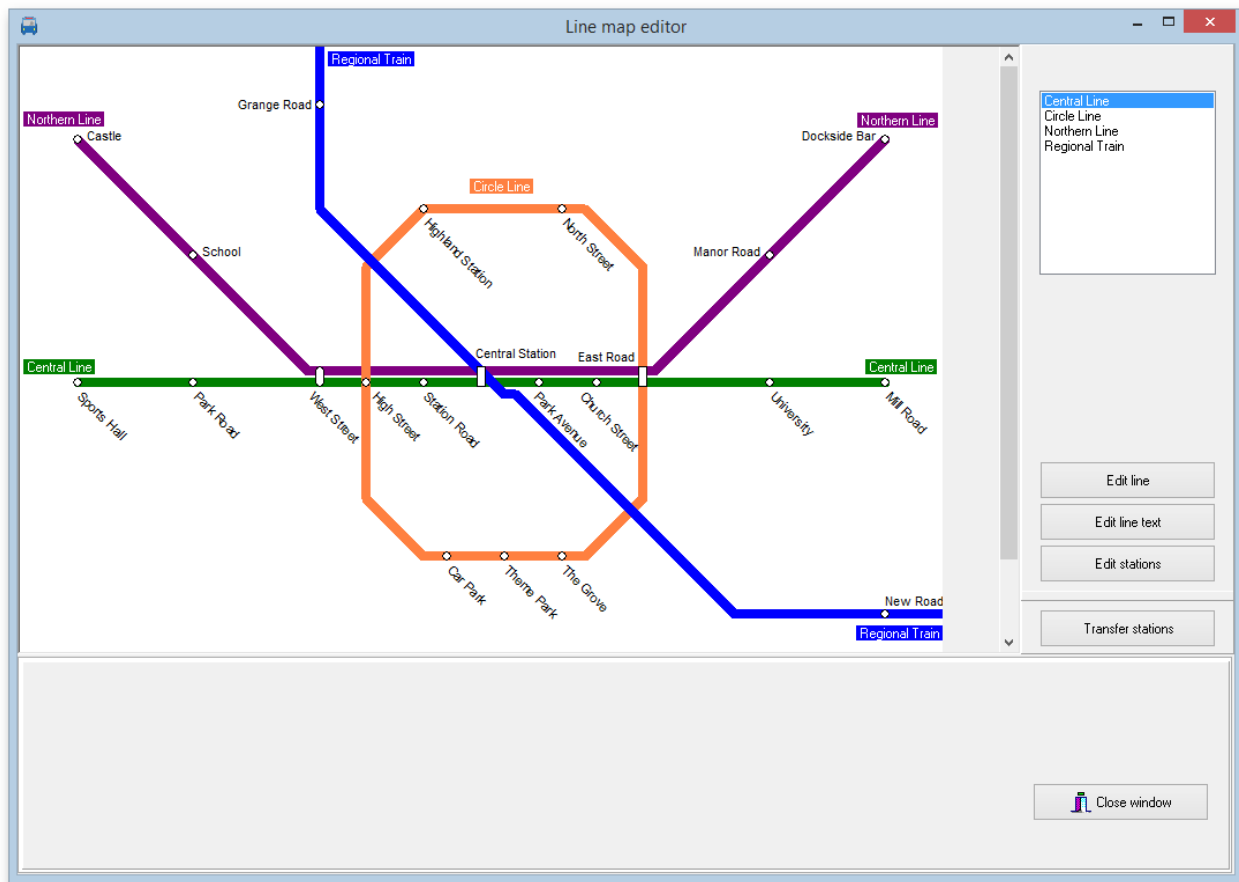 Line map editor
Regional Train
Grange Road
Northern Line
Castle
Northern Line
Dockside Bar
Circle Line
Highland Station
North Street
School
Manor Road
Central Station
East Road
Central Line
Central Line
Sports Hall
Park Road
West Street
High Street
Station Road
Park Avenue
Church Street
University
Mill Road
Car Park
Theme Park
The Grove
New Road
Regional Train
Central Line
Circle Line
Northern Line
Regional Train
Edit line
Edit line text
Edit stations
Transfer stations
Close window